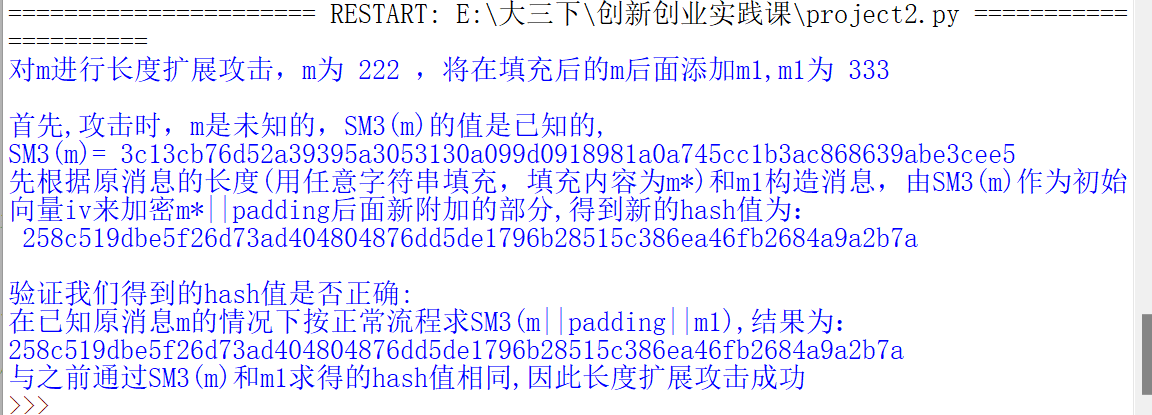 ====================== RESTART: E:\大三下\创新创业实践课\project2.py ===========
==========
对m进行长度扩展攻击，m为 222 ，将在填充后的m后面添加m1,m1为 333
首先,攻击时，m是未知的，SM3(m)的值是已知的,
SM3(m)= 3c13cb76d52a39395a3053130a099d0918981a0a745cc1b3ac868639abe3cee5
先根据原消息的长度(用任意字符串填充，填充内容为m*)和m1构造消息，由SM3(m)作为初始
向量iv来加密m*||padding后面新附加的部分,得到新的hash值为：
258c519dbe5f26d73ad404804876dd5de1796b28515c386ea46fb2684a9a2b7a
验证我们得到的hash值是否正确:
在已知原消息m的情况下按正常流程求SM3(m||padding||m1),结果为：
258c519dbe5f26d73ad404804876dd5de1796b28515c386ea46fb2684a9a2b7a
与之前通过SM3(m)和m1求得的hash值相同,因此长度扩展攻击成功
>>>